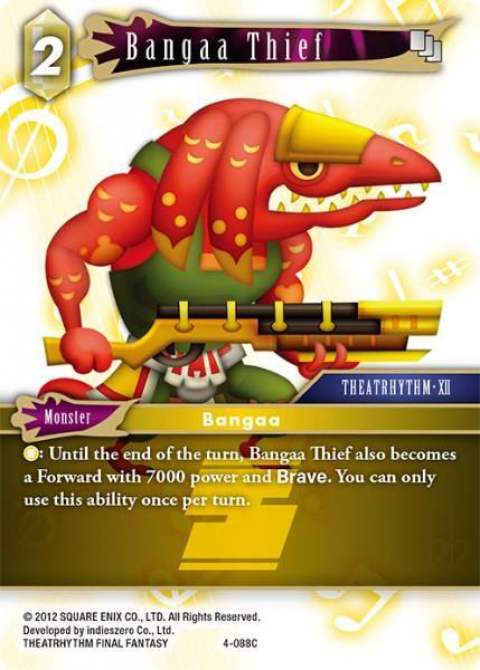 2
Bangaa Thief
THEATRHYTHM·XII
Monster
Bangaa
: Until the end of the turn, Bangaa Thief also becomes
a Forward with 7000 power and Brave. You can only
use this ability once per turn.
© 2012 SQUARE ENIX CO., LTD. All Rights Reserved.
Developed by indieszero Co., Ltd.
THEATRHYTHM FINAL FANTASY
4-088C